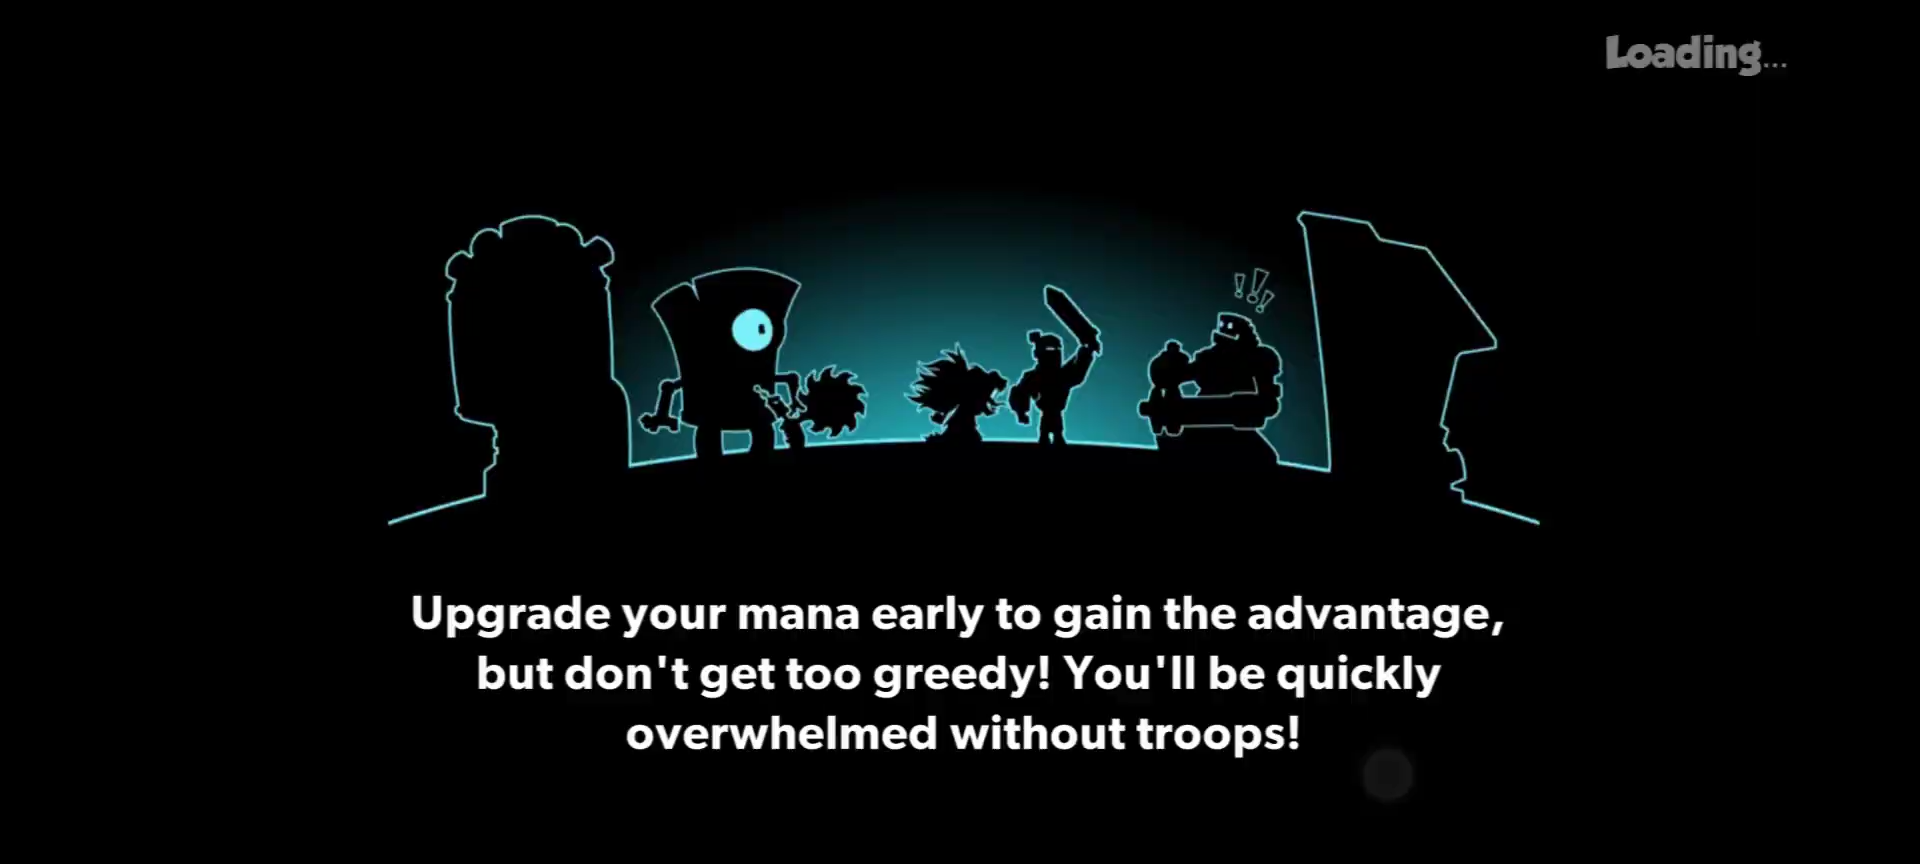 Loading...
!!!
Upgrade your mana early to gain the advantage,
but don't get too greedy! You'll be quickly
overwhelmed without troops!